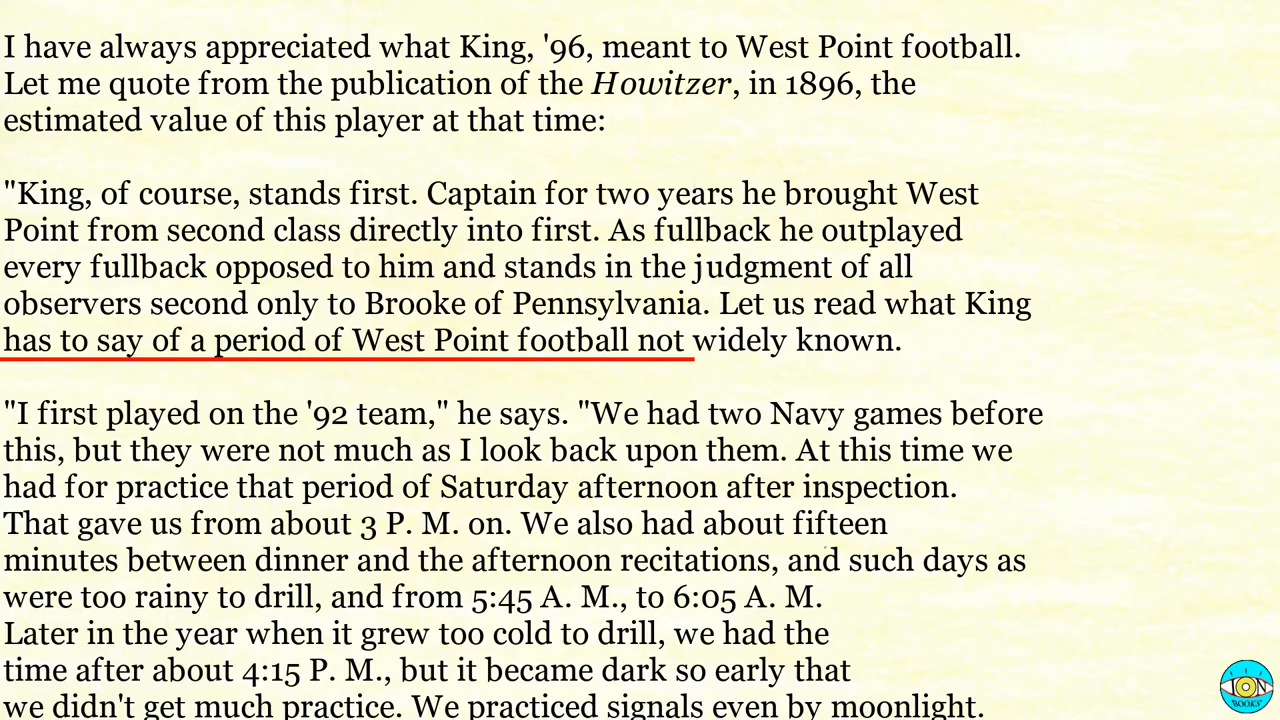 I have always appreciated what King, '96, meant to West Point football.
Let me quote from the publication of the Howitzer, in 1896, the
estimated value of this player at that time:
"King, of course, stands first. Captain for two years he brought West
Point from second class directly into first. As fullback he outplayed
every fullback opposed to him and stands in the judgment of all
observers second only to Brooke of Pennsylvania. Let us read what King
has to say of a period of West Point football not widely known.
"I first played on the '92 team," he says. "We had two Navy games before
this, but they were not much as I look back upon them. At this time we
had for practice that period of Saturday afternoon after inspection.
That gave us from about 3 P. M. on. We also had about fifteen
minutes between dinner and the afternoon recitations, and such days as
were too rainy to drill, and from 5:45 A. M., to 6:05 A. M.
Later in the year when it grew too cold to drill, we had the
time after about 4:15 P. M., but it became dark so early that
we didn't get much practice. We practiced signals even by moonlight.
ION
BOOKS